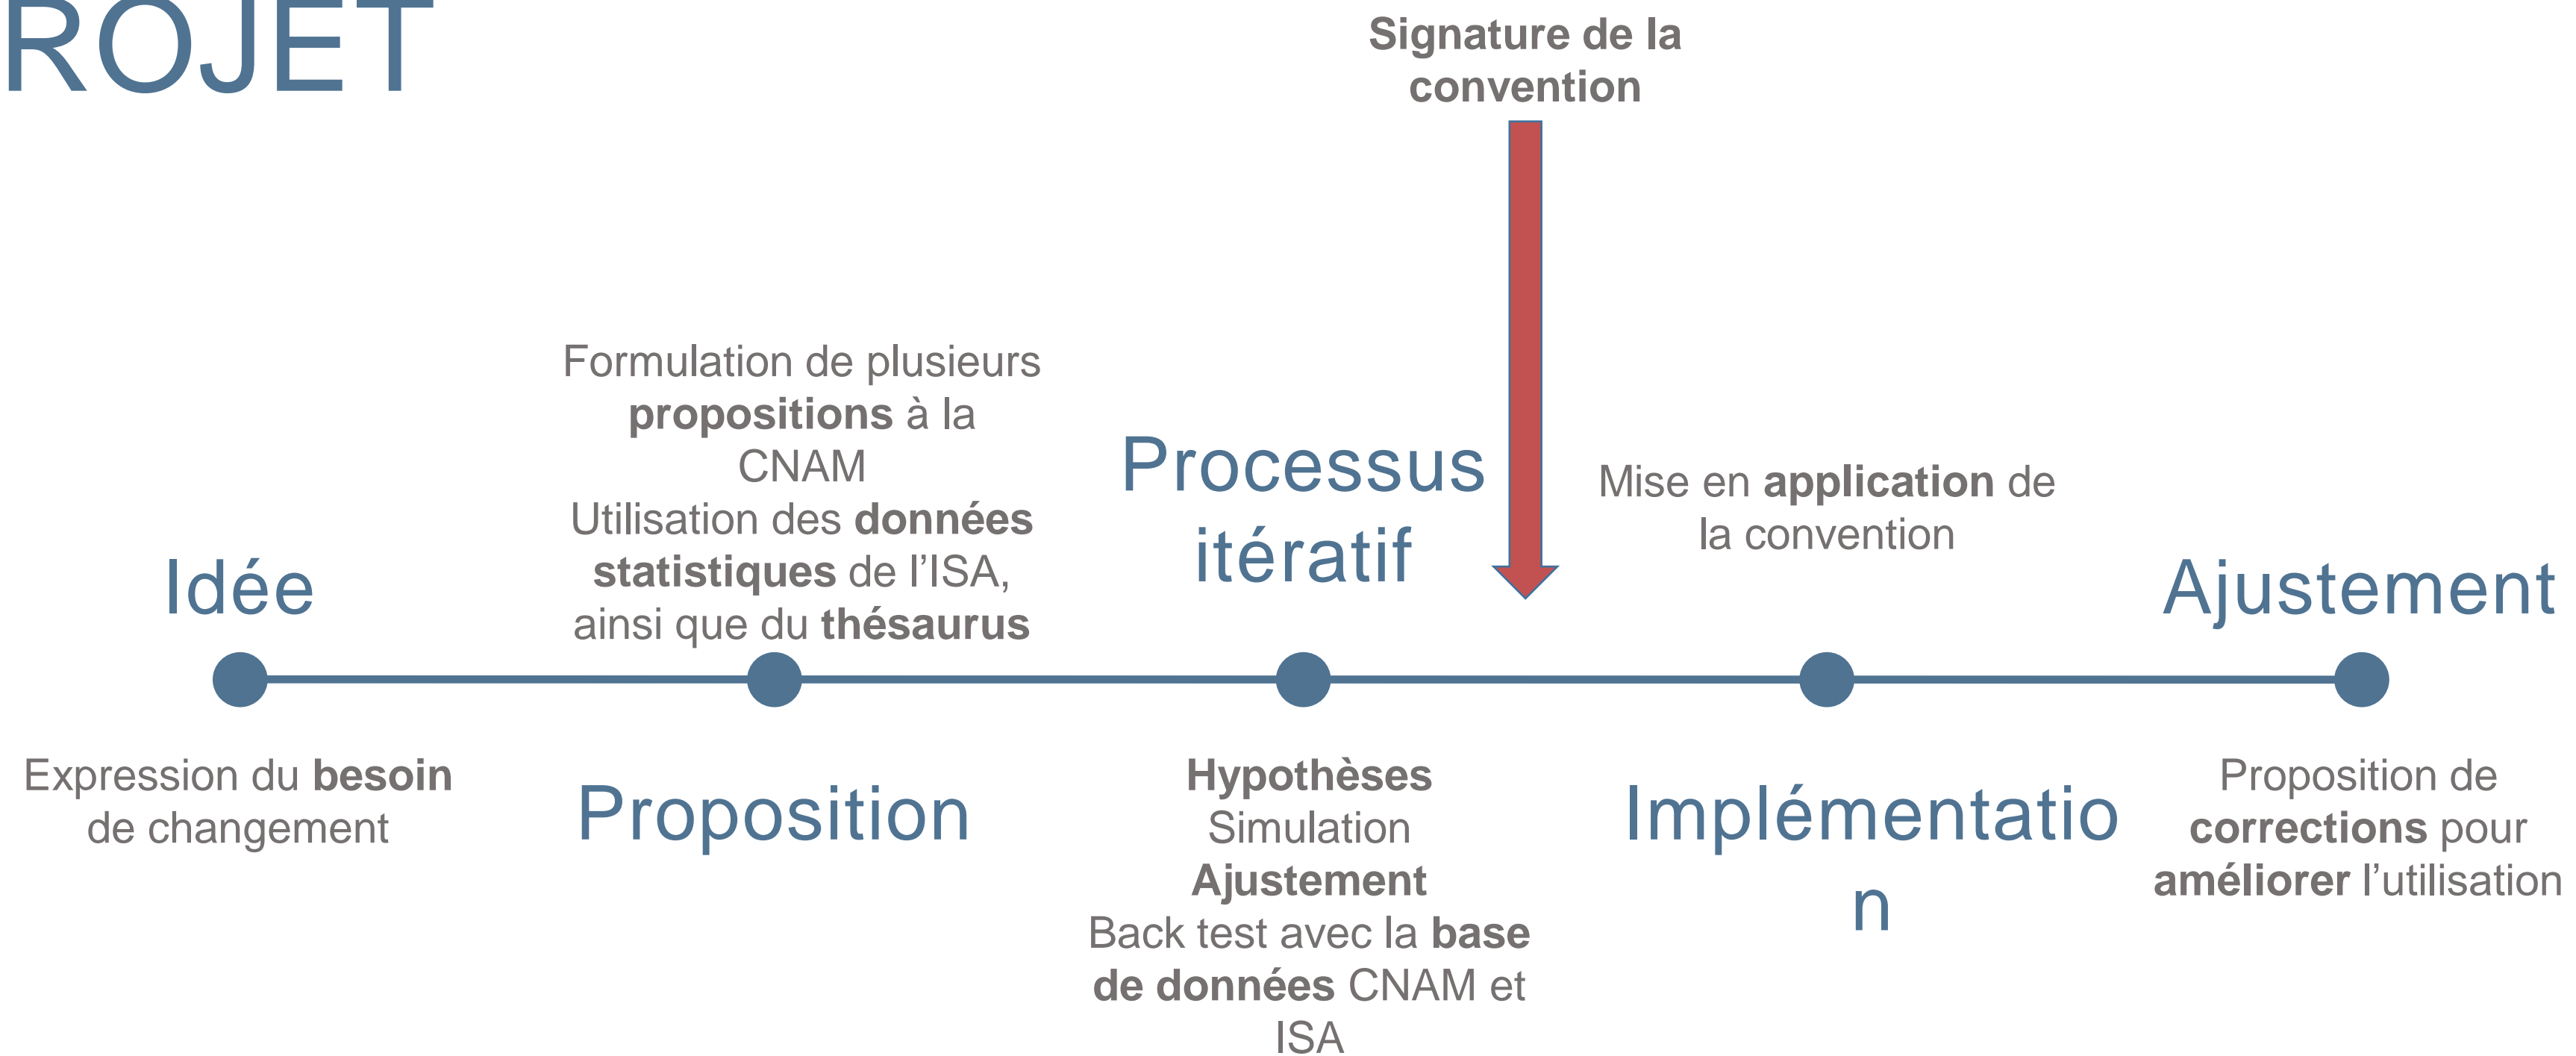 ROJET
Signature de la
convention
Idée
Expression du besoin
de changement
Formulation de plusieurs
propositions à la
CNAM
Utilisation des données
statistiques de l’ISA,
ainsi que du thésaurus
Proposition
Processus
itératif
Hypothèses
Simulation
Ajustement
Back test avec la base
de données CNAM et
ISA
Mise en application de
la convention
Implémentatio
n
Ajustement
Proposition de
corrections pour
améliorer l’utilisation